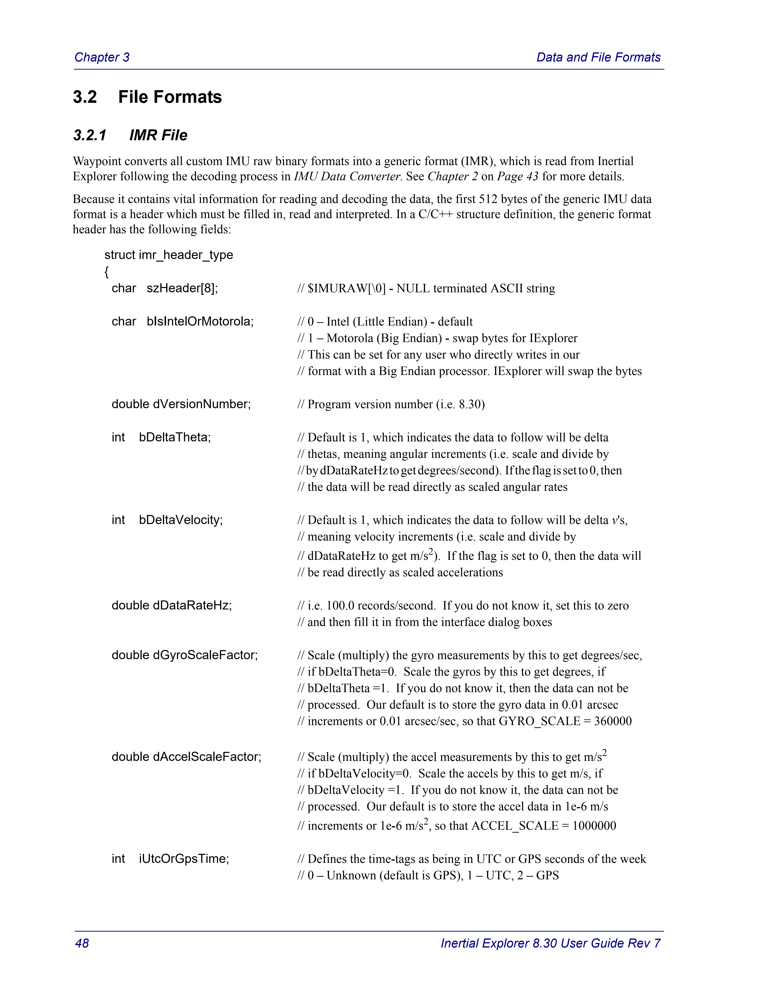 Chapter 3 Data and File Formats
3.2 File Formats
3.2.1 IMR File
Waypoint converts all custom IMU raw binary formats into a generic format (IMR), which is read from Inertial
Explorer following the decoding process in IMU Data Converter. See Chapter 2 on Page 43 for more details.
Because it contains vital information for reading and decoding the data, the first 512 bytes of the generic IMU data
format is a header which must be filled in, read and interpreted. In a C/C++ structure definition, the generic format
header has the following fields:
struct imr_header_type
{
char szHeader[8]; // $IMURAW[\0] - NULL terminated ASCII string
char bIsIntelOrMotorola; // 0 – Intel (Little Endian) - default
// 1 – Motorola (Big Endian) - swap bytes for IExplorer
// This can be set for any user who directly writes in our
// format with a Big Endian processor. IExplorer will swap the bytes
double dVersionNumber; // Program version number (i.e. 8.30)
int bDeltaTheta; // Default is 1, which indicates the data to follow will be delta
// thetas, meaning angular increments (i.e. scale and divide by
// by dDataRateHz to get degrees/second). If the flag is set to 0, then
// the data will be read directly as scaled angular rates
int bDeltaVelocity; // Default is 1, which indicates the data to follow will be delta v's,
// meaning velocity increments (i.e. scale and divide by
// dDataRateHz to get m/s²). If the flag is set to 0, then the data will
// be read directly as scaled accelerations
double dDataRateHz; // i.e. 100.0 records/second. If you do not know it, set this to zero
// and then fill it in from the interface dialog boxes
double dGyroScaleFactor; // Scale (multiply) the gyro measurements by this to get degrees/sec,
// if bDeltaTheta=0. Scale the gyros by this to get degrees, if
// bDeltaTheta =1. If you do not know it, then the data can not be
// processed. Our default is to store the gyro data in 0.01 arcsec
// increments or 0.01 arcsec/sec, so that GYRO_SCALE = 360000
double dAccelScaleFactor; // Scale (multiply) the accel measurements by this to get m/s²
// if bDeltaVelocity=0. Scale the accels by this to get m/s, if
// bDeltaVelocity =1. If you do not know it, the data can not be
// processed. Our default is to store the accel data in 1e-6 m/s
// increments or 1e-6 m/s², so that ACCEL_SCALE = 1000000
int iUtcOrGpsTime; // Defines the time-tags as being in UTC or GPS seconds of the week
// 0 – Unknown (default is GPS), 1 – UTC, 2 – GPS
48 Inertial Explorer 8.30 User Guide Rev 7